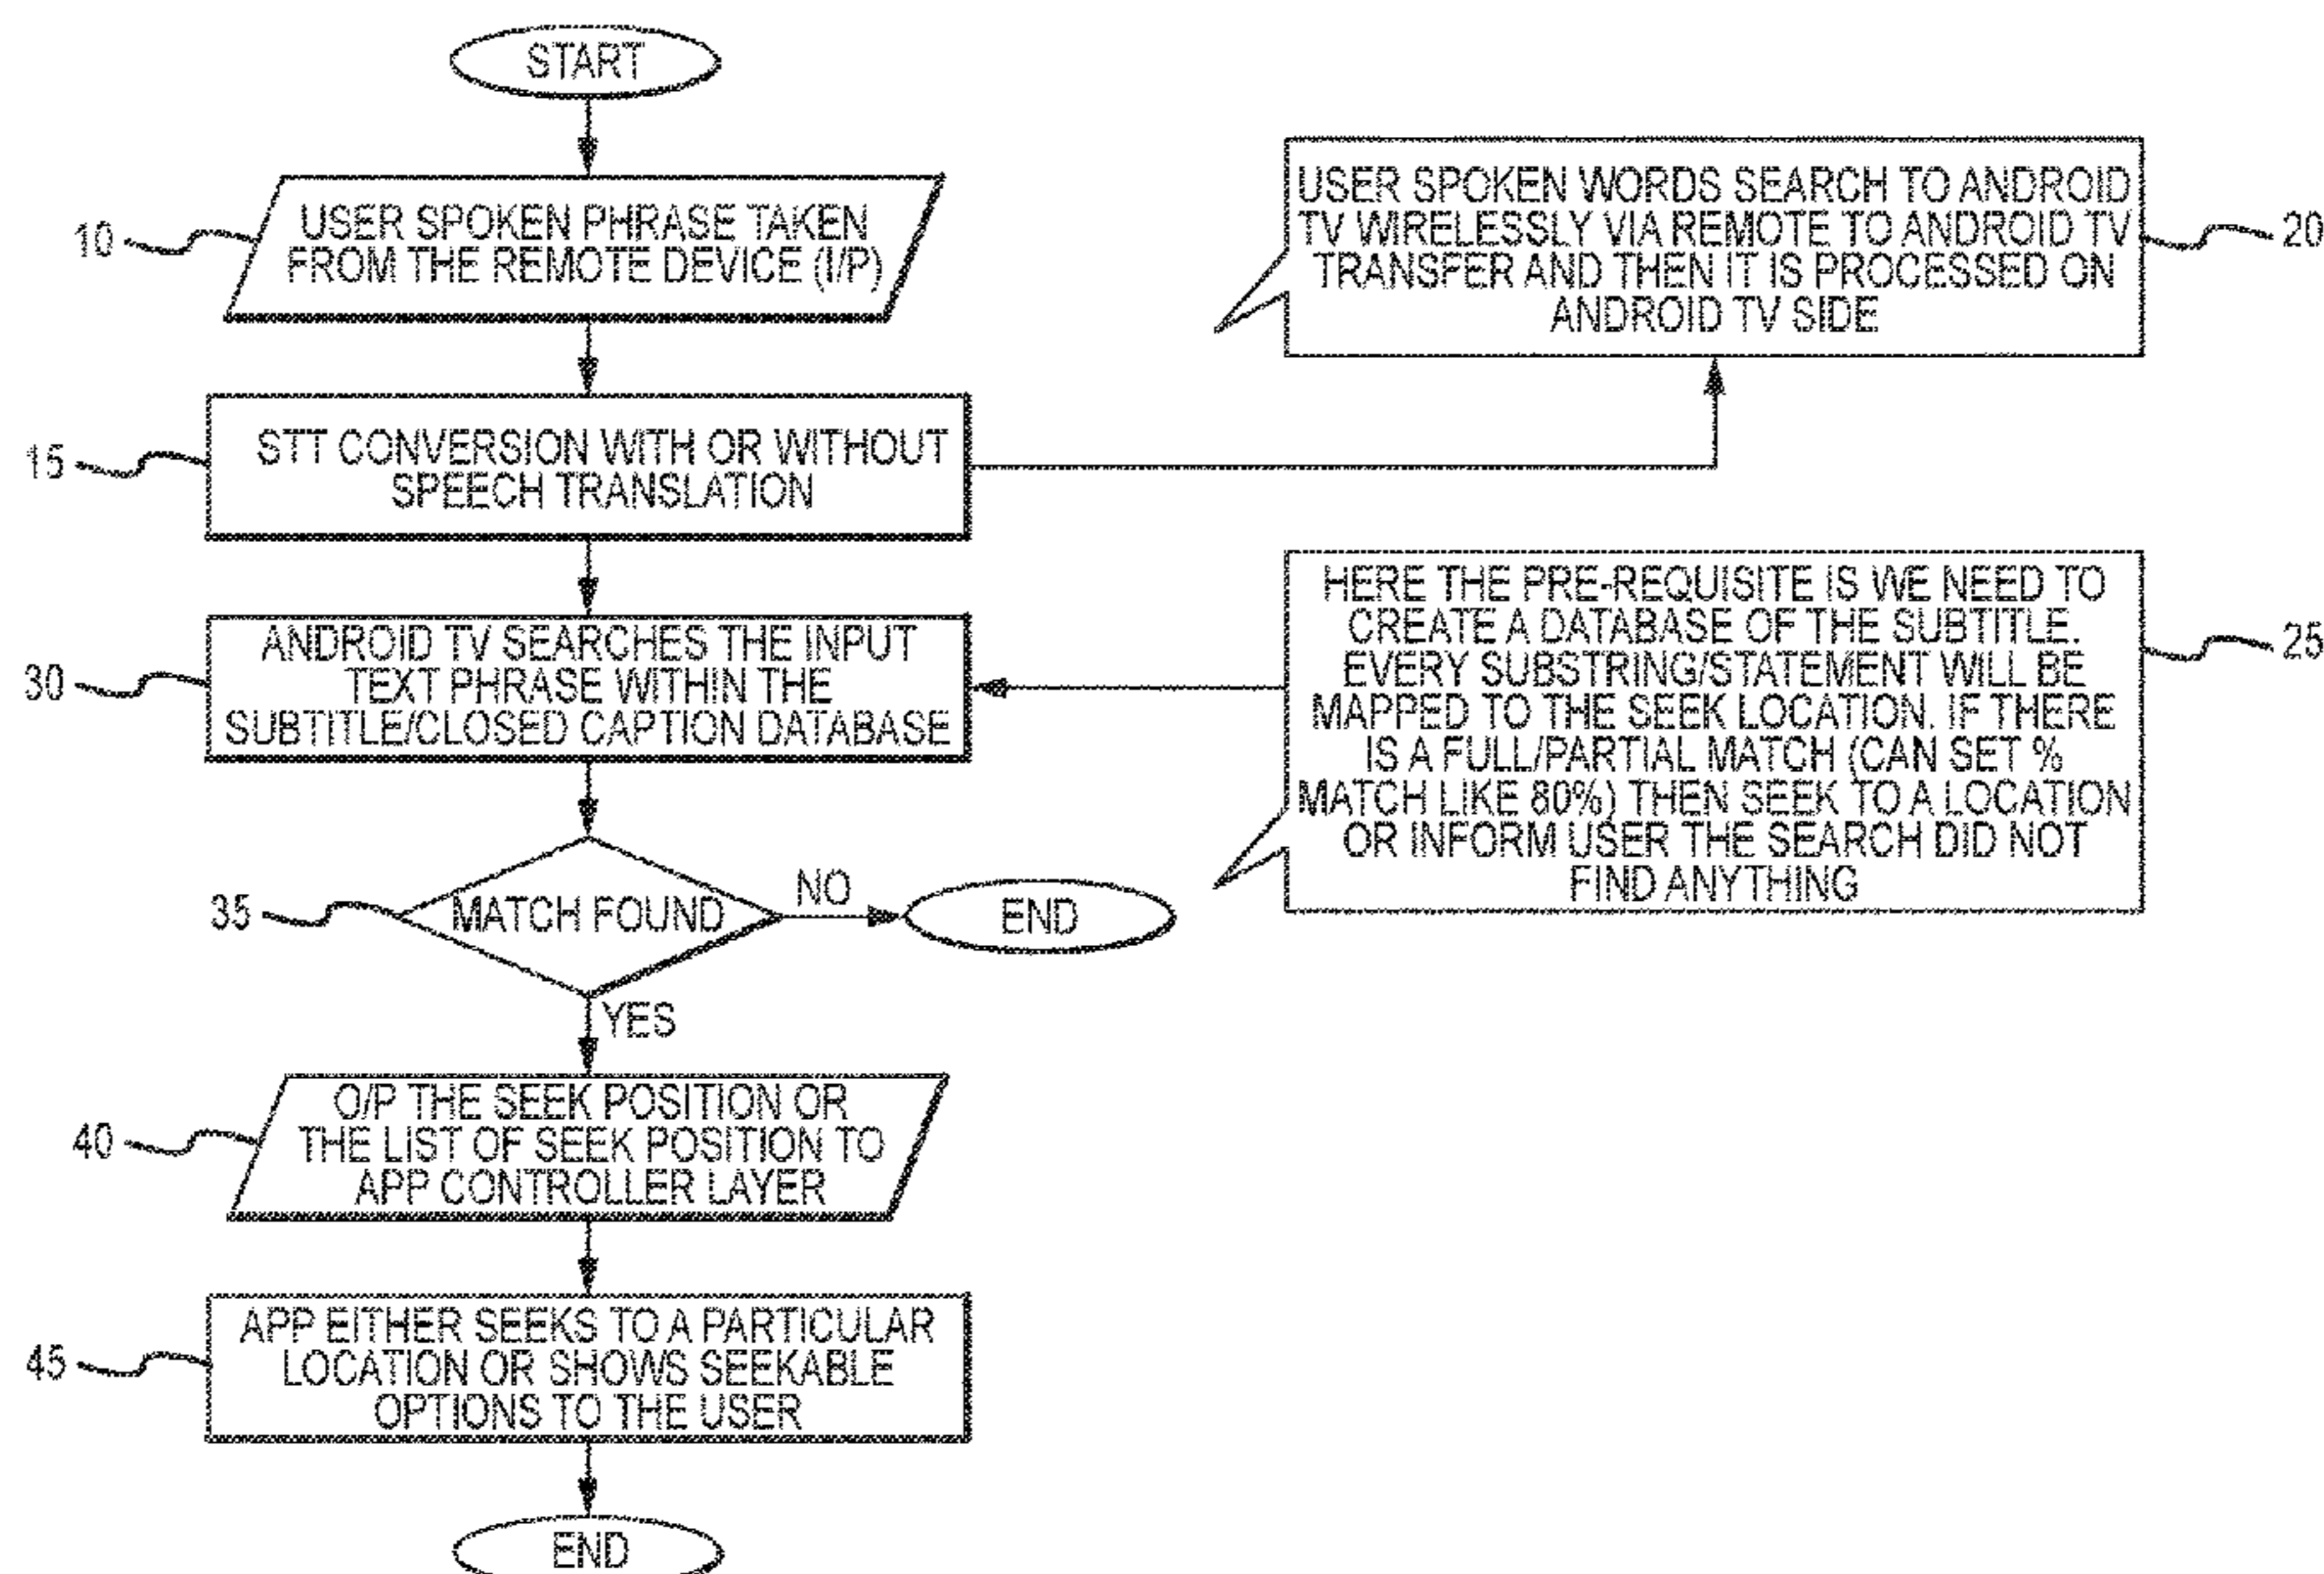 START
10
USER SPOKEN PHRASE TAKEN
FROM THE REMOTE DEVICE (I/P)
USER SPOKEN WORDS SEARCH TO ANDROID
TV WIRELESSLY VIA REMOTE TO ANDROID TV
TRANSFER AND THEN IT IS PROCESSED ON
ANDROID TV SIDE
20
15
STT CONVERSION WITH OR WITHOUT
SPEECH TRANSLATION
30
ANDROID TV SEARCHES THE INPUT
TEXT PHRASE WITHIN THE
SUBTITLE/CLOSED CAPTION DATABASE
HERE THE PRE-REQUISITE IS WE NEED TO
CREATE A DATABASE OF THE SUBTITLE.
EVERY SUBSTRING/STATEMENT WILL BE
MAPPED TO THE SEEK LOCATION. IF THERE
IS A FULL/PARTIAL MATCH (CAN SET %
MATCH LIKE 80%) THEN SEEK TO A LOCATION
OR INFORM USER THE SEARCH DID NOT
FIND ANYTHING
25
35
MATCH FOUND
NO
END
YES
40
O/P THE SEEK POSITION OR
THE LIST OF SEEK POSITION TO
APP CONTROLLER LAYER
45
APP EITHER SEEKS TO A PARTICULAR
LOCATION OR SHOWS SEEKABLE
OPTIONS TO THE USER
END